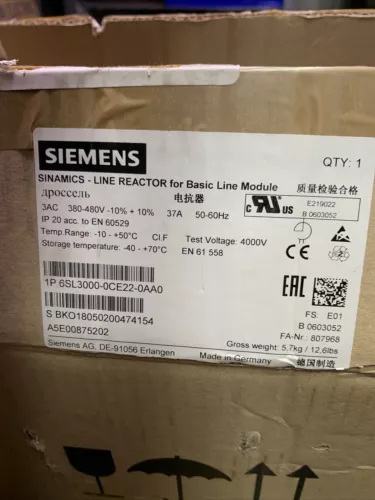 SIEMENS
QTY: 1
SINAMICS - LINE REACTOR for Basic Line Module
质量检验合格
дроссель
电抗器
3AC 380-480V -10% + 10% 37A 50-60Hz
IP 20 acc. to EN 60529
Temp.Range: -10 - +50°C Cl.F Test Voltage: 4000V
Storage temperature: -40 - +70°C EN 61 558
c RU US
E219022
B 0603052
CE
EAC
1P 6SL3000-0CE22-0AA0
S BKO18050200474154
A5E00875202
FS: E01
B 0603052
FA-Nr.: 807968
Gross weight: 5.7kg / 12,6lbs
Siemens AG, DE-91056 Erlangen
Made in Germany
德国制造